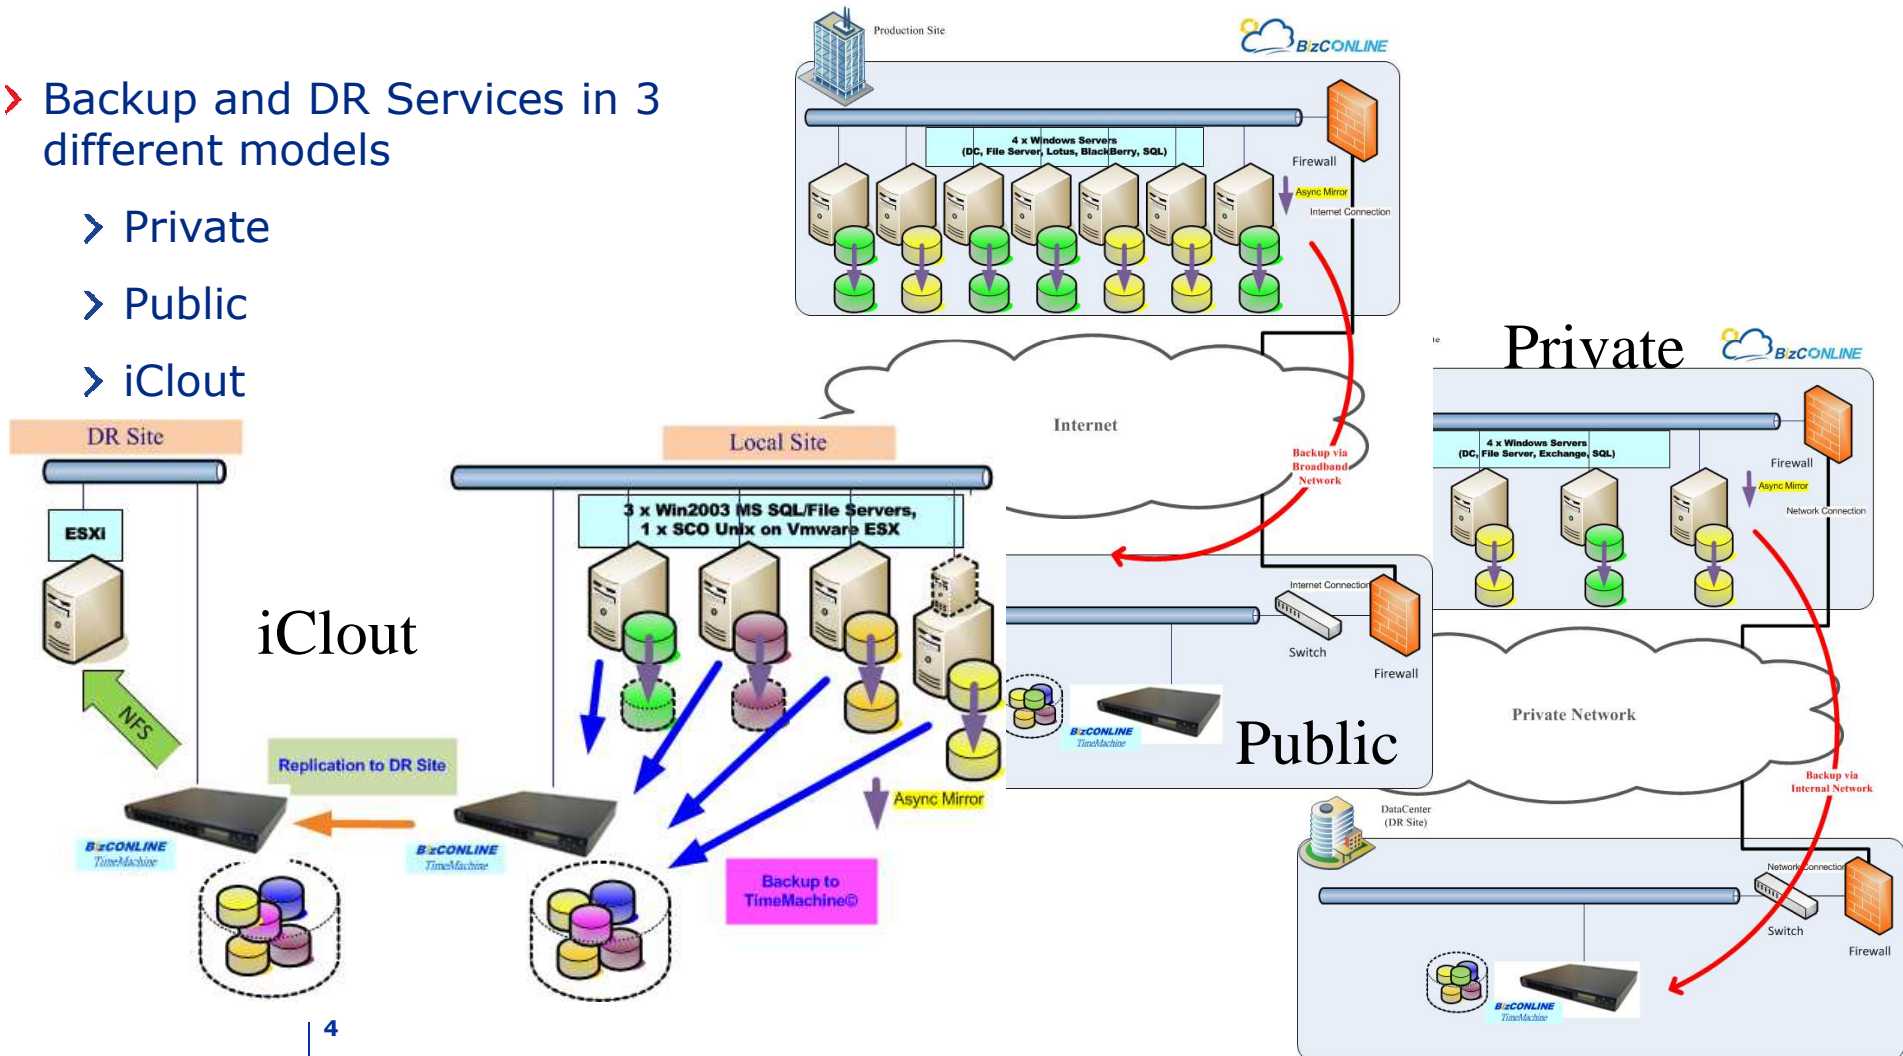 Backup and DR Services in 3
different models
Private
Public
iClout
Production Site
BizCONLINE
4 x Windows Servers
(DC, File Server, Lotus, BlackBerry, SQL)
Firewall
Async Mirror
Internet Connection
Internet
Backup via
Broadband
Network
Internet Connection
Switch
Firewall
BizCONLINE
TimeMachine
Public
Private
BizCONLINE
4 x Windows Servers
(DC, File Server, Exchange, SQL)
Firewall
Async Mirror
Network Connection
Private Network
Backup via
Internal Network
DataCenter
(DR Site)
Network Connection
Switch
Firewall
BizCONLINE
TimeMachine
DR Site
ESXi
NFS
iClout
Replication to DR Site
BizCONLINE
TimeMachine
Local Site
3 x Win2003 MS SQL/File Servers,
1 x SCO Unix on Vmware ESX
Async Mirror
BizCONLINE
TimeMachine
Backup to
TimeMachine©
4